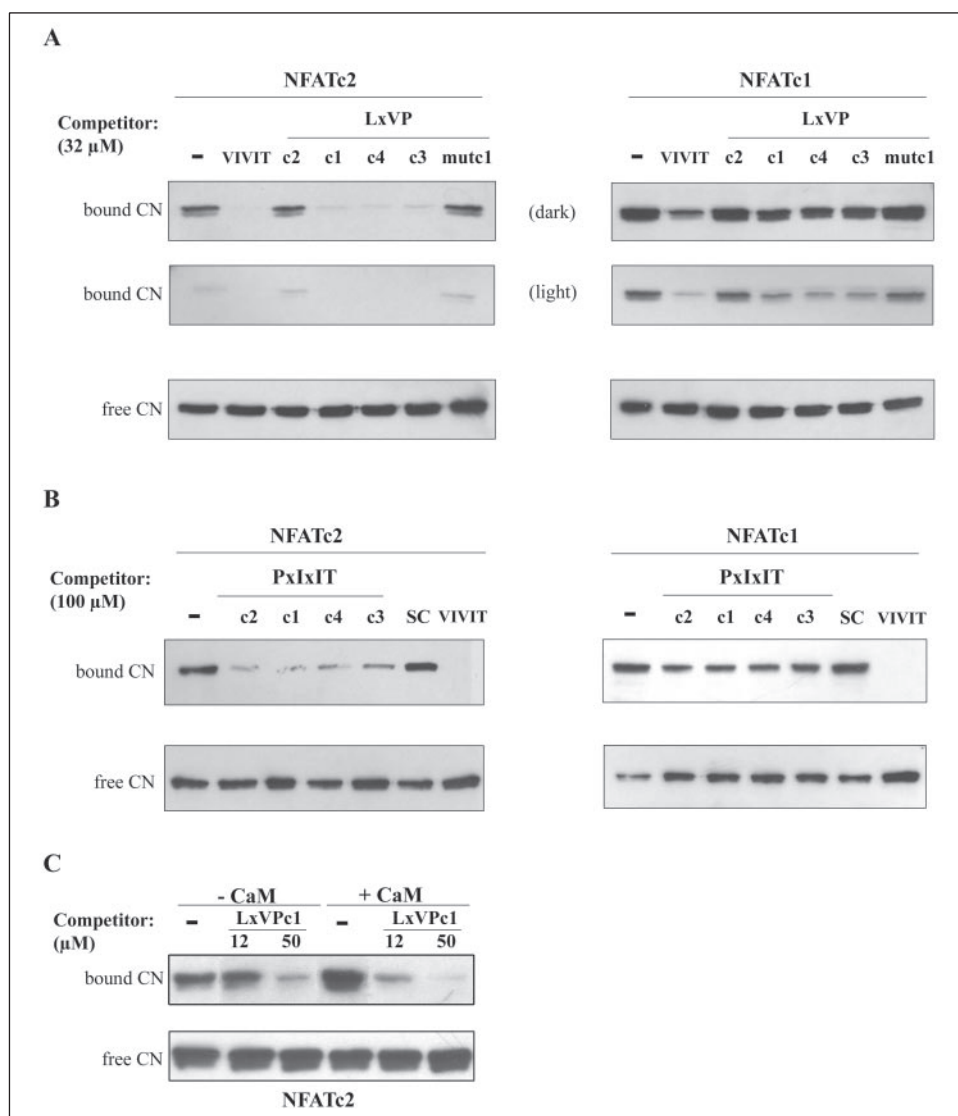 A
NFATc2 NFATc1
Competitor: LxVP LxVP
(32 µM) - VIVIT c2 c1 c4 c3 mutc1 - VIVIT c2 c1 c4 c3 mutc1
bound CN (dark)
bound CN (light)
free CN
B
NFATc2 NFATc1
Competitor: PxIxIT PxIxIT
(100 µM) - c2 c1 c4 c3 SC VIVIT - c2 c1 c4 c3 SC VIVIT
bound CN
free CN
C
- CaM + CaM
Competitor: - LxVPc1 - LxVPc1
(µM) 12 50 12 50
bound CN
free CN
NFATc2